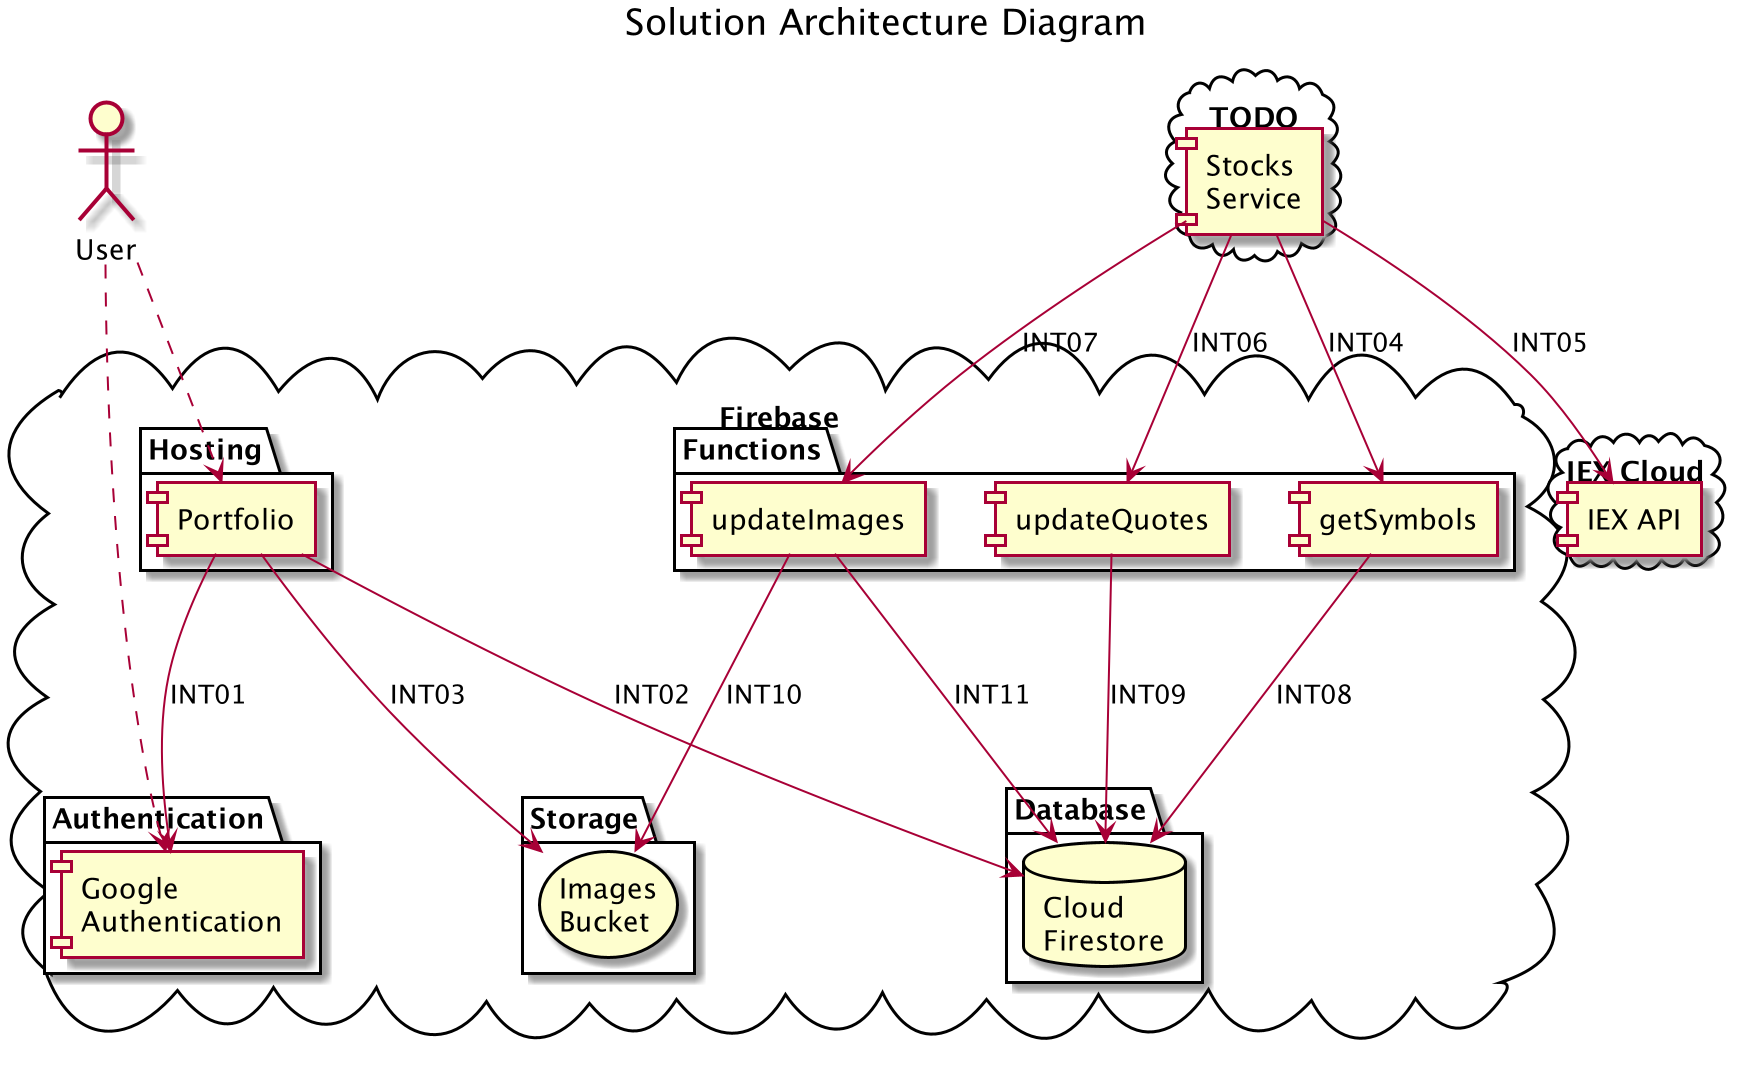 Solution Architecture Diagram
TODO
Stocks
Service
User
INT07
INT06
INT04
INT05
Firebase
Hosting
Functions
IEX Cloud
Portfolio
updateImages
updateQuotes
getSymbols
IEX API
INT01
INT03
INT02
INT10
INT11
INT09
INT08
Authentication
Storage
Database
Google
Authentication
Images
Bucket
Cloud
Firestore